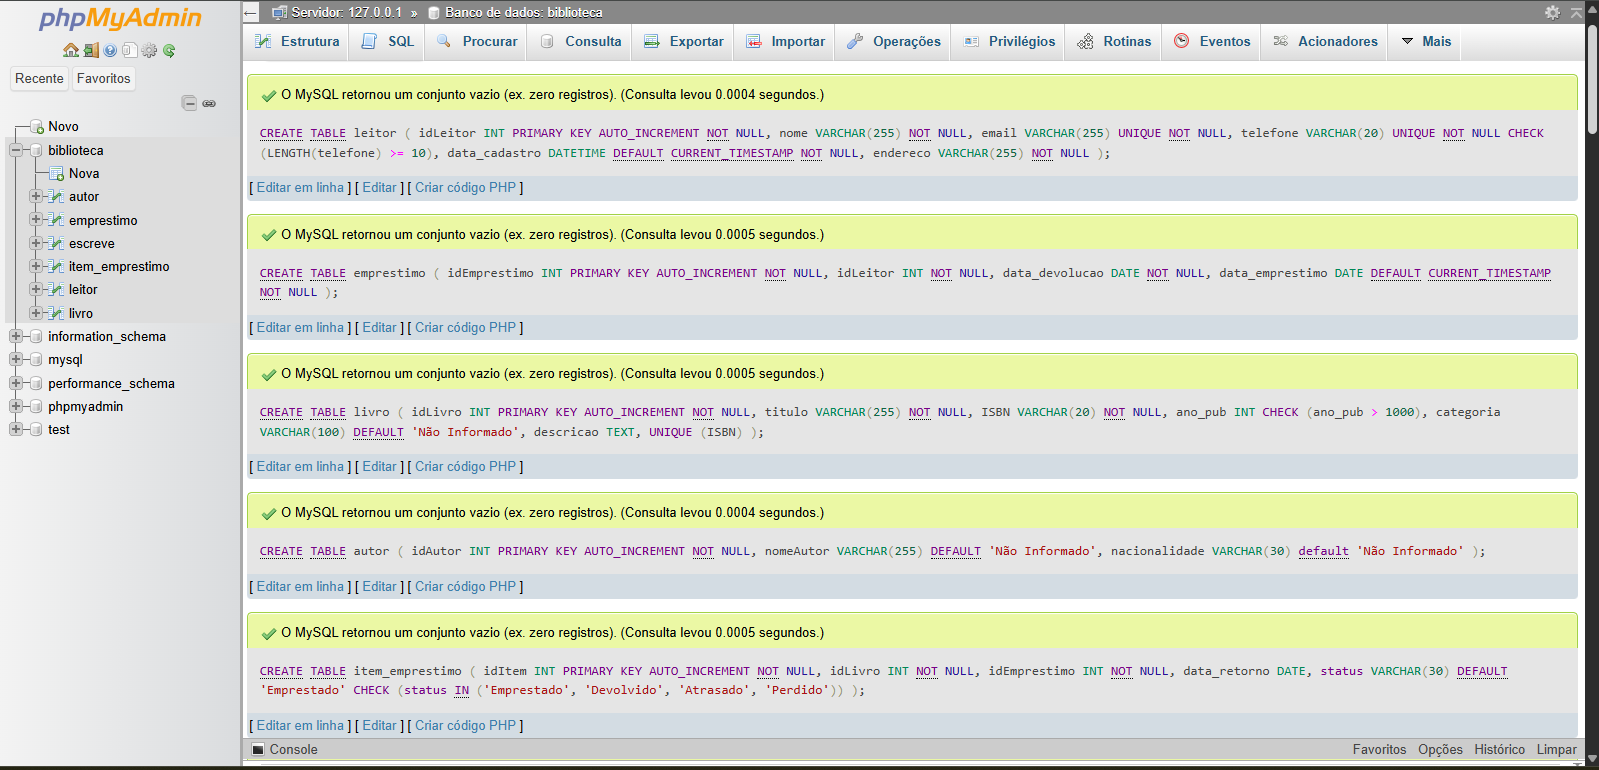 phpMyAdmin
Recente Favoritos
Novo
biblioteca
Nova
autor
emprestimo
escreve
item_emprestimo
leitor
livro
information_schema
mysql
performance_schema
phpmyadmin
test
Servidor: 127.0.0.1 » Banco de dados: biblioteca
Estrutura SQL Procurar Consulta Exportar Importar Operações Privilégios Rotinas Eventos Acionadores Mais
O MySQL retornou um conjunto vazio (ex. zero registros). (Consulta levou 0.0004 segundos.)
CREATE TABLE leitor ( idLeitor INT PRIMARY KEY AUTO_INCREMENT NOT NULL, nome VARCHAR(255) NOT NULL, email VARCHAR(255) UNIQUE NOT NULL, telefone VARCHAR(20) UNIQUE NOT NULL CHECK
(LENGTH(telefone) >= 10), data_cadastro DATETIME DEFAULT CURRENT_TIMESTAMP NOT NULL, endereco VARCHAR(255) NOT NULL );
[ Editar em linha ] [ Editar ] [ Criar código PHP ]
O MySQL retornou um conjunto vazio (ex. zero registros). (Consulta levou 0.0005 segundos.)
CREATE TABLE emprestimo ( idEmprestimo INT PRIMARY KEY AUTO_INCREMENT NOT NULL, idLeitor INT NOT NULL, data_devolucao DATE NOT NULL, data_emprestimo DATE DEFAULT CURRENT_TIMESTAMP
NOT NULL );
[ Editar em linha ] [ Editar ] [ Criar código PHP ]
O MySQL retornou um conjunto vazio (ex. zero registros). (Consulta levou 0.0005 segundos.)
CREATE TABLE livro ( idLivro INT PRIMARY KEY AUTO_INCREMENT NOT NULL, titulo VARCHAR(255) NOT NULL, ISBN VARCHAR(20) NOT NULL, ano_pub INT CHECK (ano_pub > 1000), categoria
VARCHAR(100) DEFAULT 'Não Informado', descricao TEXT, UNIQUE (ISBN) );
[ Editar em linha ] [ Editar ] [ Criar código PHP ]
O MySQL retornou um conjunto vazio (ex. zero registros). (Consulta levou 0.0004 segundos.)
CREATE TABLE autor ( idAutor INT PRIMARY KEY AUTO_INCREMENT NOT NULL, nomeAutor VARCHAR(255) DEFAULT 'Não Informado', nacionalidade VARCHAR(30) default 'Não Informado' );
[ Editar em linha ] [ Editar ] [ Criar código PHP ]
O MySQL retornou um conjunto vazio (ex. zero registros). (Consulta levou 0.0005 segundos.)
CREATE TABLE item_emprestimo ( idItem INT PRIMARY KEY AUTO_INCREMENT NOT NULL, idLivro INT NOT NULL, idEmprestimo INT NOT NULL, data_retorno DATE, status VARCHAR(30) DEFAULT
'Emprestado' CHECK (status IN ('Emprestado', 'Devolvido', 'Atrasado', 'Perdido')) );
[ Editar em linha ] [ Editar ] [ Criar código PHP ]
Console Favoritos Opções Histórico Limpar